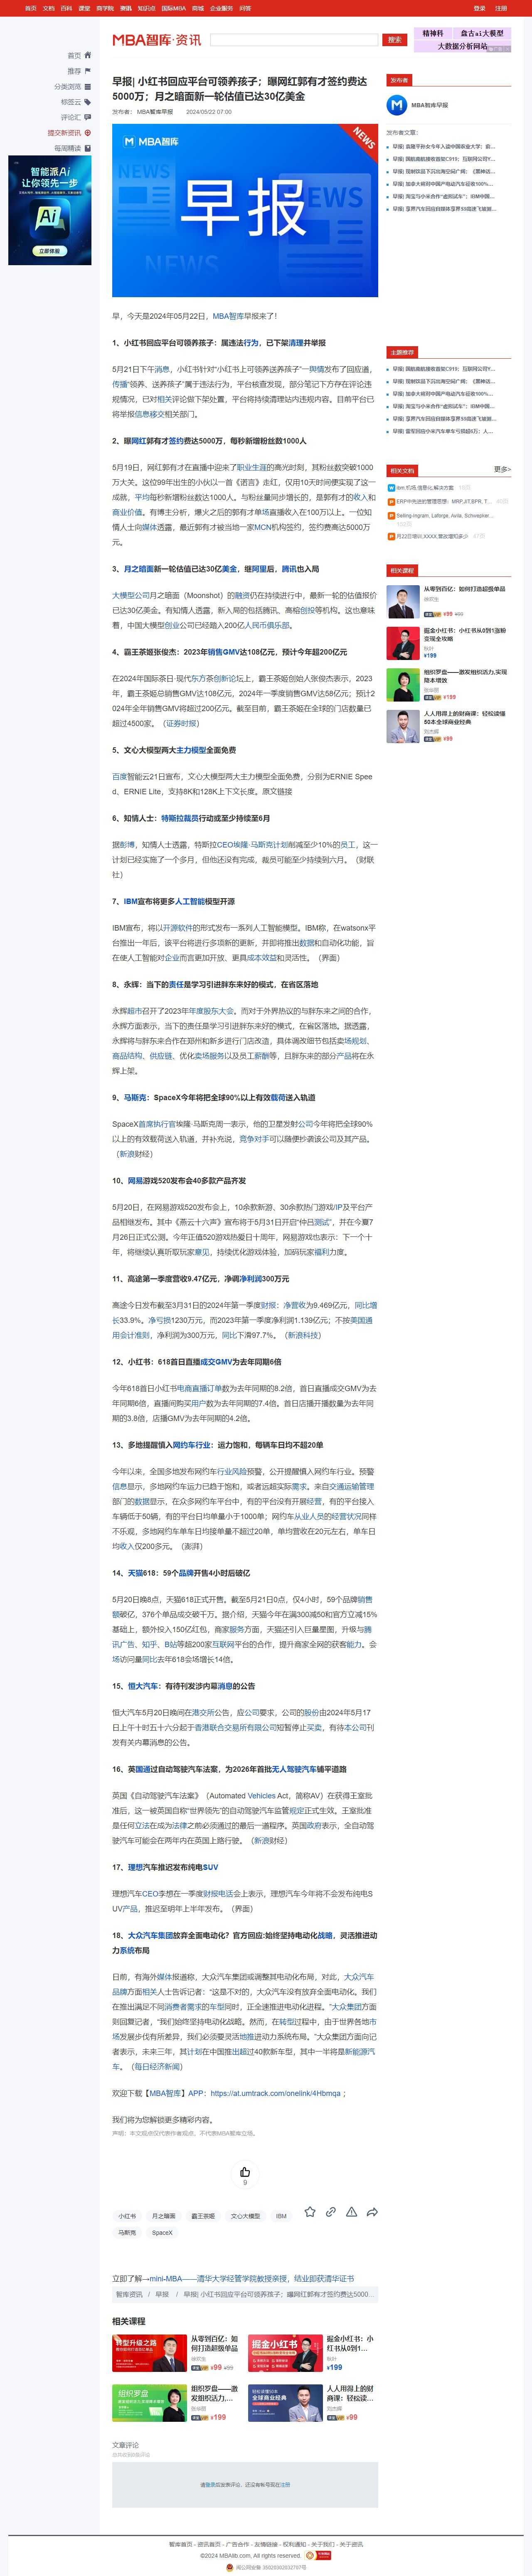 首页 文档 百科 课堂 商学院 资讯 知识点 国际MBA 商城 企业服务 问答 登录 注册
MBA智库·资讯
搜索
精神科 盘古ai大模型
大数据分析网站
首页
推荐
分类浏览
标签云
评论汇
提交新资讯
每周精读
智能派AI
让你领先一步
Ai
立即体验
早报| 小红书回应平台可领养孩子；曝网红郭有才签约费达
5000万；月之暗面新一轮估值已达30亿美金
发布者： MBA智库早报 2024/05/22 07:00
MBA智库
NEWS
早报
早，今天是2024年05月22日，MBA智库早报来了！
1、小红书回应平台可领养孩子：属违法行为，已下架清理并举报
5月21日下午消息，小红书针对“小红书上可领养送养孩子”一舆情发布了回应道，
传播“领养、送养孩子”属于违法行为，平台核查发现，部分笔记下方存在评论违
规情况，已对相关评论做下架处置，平台将持续清理站内违规内容。目前平台已
将举报信息移交相关部门。
2、曝网红郭有才签约费达5000万，每秒新增粉丝数1000人
5月19日，网红郭有才在直播中迎来了职业生涯的高光时刻，其粉丝数突破1000
万大关。这位99年出生的小伙以一首《诺言》走红，仅用10天时间便实现了这一
成就，平均每秒新增粉丝数达1000人。与粉丝量同步增长的，是郭有才的收入和
商业价值。有博主分析，爆火之后的郭有才单场直播收入在100万以上。一位知
情人士向媒体透露，最近郭有才被当地一家MCN机构签约，签约费高达5000万
元。
3、月之暗面新一轮估值已达30亿美金，继阿里后，腾讯也入局
大模型公司月之暗面（Moonshot）的融资仍在持续进行中，最新一轮的估值报价
已达30亿美金。有知情人透露，新入局的包括腾讯、高榕创投等机构。这也意味
着，中国大模型创业公司已经踏入200亿人民币俱乐部。
4、霸王茶姬张俊杰：2023年销售GMV达108亿元，预计今年超200亿元
在2024年国际茶日·现代东方茶创新论坛上，霸王茶姬创始人张俊杰表示，2023
年，霸王茶姬总销售GMV达108亿元，2024年一季度销售GMV达58亿元；预计2
024年全年销售GMV将超过200亿元。截至目前，霸王茶姬在全球的门店数量已
超过4500家。（证券时报）
5、文心大模型两大主力模型全面免费
百度智能云21日宣布，文心大模型两大主力模型全面免费，分别为ERNIE Spee
d、ERNIE Lite，支持8K和128K上下文长度。原文链接
6、知情人士：特斯拉裁员行动或至少持续至6月
据彭博，知情人士透露，特斯拉CEO埃隆·马斯克计划削减至少10%的员工，这一
计划已经实施了一个多月，但他还没有完成，裁员可能至少持续到六月。（财联
社）
7、IBM宣布将更多人工智能模型开源
IBM宣布，将以开源软件的形式发布一系列人工智能模型。IBM称，在watsonx平
台推出一年后，该平台将进行多项新的更新，并即将推出数据和自动化功能，旨
在使人工智能对企业而言更加开放、更具成本效益和灵活性。（界面）
8、永辉：当下的责任是学习引进胖东来好的模式，在省区落地
永辉超市召开了2023年年度股东大会。而对于外界热议的与胖东来之间的合作，
永辉方面表示，当下的责任是学习引进胖东来好的模式，在省区落地。据透露，
永辉将与胖东来合作在郑州和新乡进行门店改造，具体调改细节包括卖场规划、
商品结构、供应链、优化卖场服务以及员工薪酬等，且胖东来的部分产品将在永
辉上架。
9、马斯克：SpaceX今年将把全球90%以上有效载荷送入轨道
SpaceX首席执行官埃隆·马斯克周一表示，他的卫星发射公司今年将把全球90%
以上的有效载荷送入轨道，并补充说，竞争对手可以随便抄袭该公司及其产品。
（新浪财经）
10、网易游戏520发布会40多款产品齐发
5月20日，在网易游戏520发布会上，10余款新游、30余款热门游戏/IP及平台产
品相继发布。其中《燕云十六声》宣布将于5月31日开启“仲吕测试”，并在今夏7
月26日正式公测。今年正值520游戏热爱日十周年，网易游戏也表示：下一个十
年，将继续认真听取玩家意见，持续优化游戏体验，加码玩家福利力度。
11、高途第一季度营收9.47亿元，净调净利润300万元
高途今日发布截至3月31日的2024年第一季度财报：净营收为9.469亿元，同比增
长33.9%。净亏损1230万元，而2023年第一季度净利润1.139亿元；不按美国通
用会计准则，净利润为300万元，同比下滑97.7%。（新浪科技）
12、小红书：618首日直播成交GMV为去年同期6倍
今年618首日小红书电商直播订单数为去年同期的8.2倍，首日直播成交GMV为去
年同期6倍，直播间购买用户数为去年同期的7.4倍。首日店播开播数量为去年同
期的3.8倍，店播GMV为去年同期的4.2倍。
13、多地提醒慎入网约车行业：运力饱和，每辆车日均不超20单
今年以来，全国多地发布网约车行业风险预警，公开提醒慎入网约车行业。预警
信息显示，多地网约车运力已趋于饱和，或者远超实际需求。来自交通运输管理
部门的数据显示，在众多网约车平台中，有的平台没有开展经营，有的平台接入
车辆低于50辆，有的平台日均单量小于1000单；网约车从业人员的经营状况同样
不乐观，多地网约车单车日均接单量不超过20单，单均营收在20元左右，单车日
均收入仅200多元。（澎湃）
14、天猫618：59个品牌开售4小时后破亿
5月20日晚8点，天猫618正式开售。截至5月21日0点，仅4小时，59个品牌销售
额破亿，376个单品成交破千万。据介绍，天猫今年在满300减50和官方立减15%
基础上，额外投入150亿红包，商家服务方面，天猫还引入巨量星图，升级与腾
讯广告、知乎、B站等超200家互联网平台的合作，提升商家全网的获客能力。会
场访问量同比去年618会场增长14倍。
15、恒大汽车：有待刊发涉内幕消息的公告
恒大汽车5月20日晚间在港交所公告，应公司要求，公司的股份由2024年5月17
日上午十时五十六分起于香港联合交易所有限公司短暂停止买卖，有待本公司刊
发有关内幕消息的公告。
16、英国通过自动驾驶汽车法案，为2026年首批无人驾驶汽车铺平道路
英国《自动驾驶汽车法案》（Automated Vehicles Act，简称AV）在获得王室批
准后，这一被英国自称“世界领先”的自动驾驶汽车监管规定正式生效。王室批准
是任何立法在成为法律之前必须通过的最后一道程序。英国政府表示，全自动驾
驶汽车可能会在两年内在英国上路行驶。（新浪财经）
17、理想汽车推迟发布纯电SUV
理想汽车CEO李想在一季度财报电话会上表示，理想汽车今年将不会发布纯电S
UV产品，推迟至明年上半年发布。（界面）
18、大众汽车集团放弃全面电动化？官方回应:始终坚持电动化战略，灵活推进动
力系统布局
日前，有海外媒体报道称，大众汽车集团或调整其电动化布局，对此，大众汽车
品牌方面相关人士告诉记者：“这是不对的，大众汽车没有放弃全面电动化。我们
在推出满足不同消费者需求的车型同时，正全速推进电动化进程。”大众集团方面
则回复记者，“我们始终坚持电动化战略。然而，在转型过程中，由于世界各地市
场发展步伐有所差异，我们必须要灵活地推进动力系统布局。”大众集团方面向记
者表示，未来三年，其计划在中国推出超过40款新车型，其中一半将是新能源汽
车。（每日经济新闻）
欢迎下载【MBA智库】APP：https://at.umtrack.com/onelink/4Hbmqa；
我们将为您解锁更多精彩内容。
声明：本文观点仅代表作者观点，不代表MBA智库立场。
9
小红书 月之暗面 霸王茶姬 文心大模型 IBM
马斯克 SpaceX
立即了解→mini-MBA——清华大学经管学院教授亲授，结业即获清华证书
智库资讯 / 早报 / 早报| 小红书回应平台可领养孩子；曝网红郭有才签约费达5000...
相关课程
从零到百亿：如何打造超级单品
¥99
掘金小红书：小红书从0到1...
秋叶
¥199
组织罗盘——激发组织活力,...
¥199
人人用得上的财商课：轻松读...
¥99
文章评论
请登录后发表评论，还没有帐号现在注册
发布者
MBA智库早报
发布者文章：
主题推荐
相关文档
更多>
相关课程
从零到百亿：如何打造超级单品
¥99
掘金小红书：小红书从0到1涨粉变现全攻略
秋叶
¥199
组织罗盘——激发组织活力,实现降本增效
¥199
人人用得上的财商课：轻松读懂50本全球商业经典
¥99
智库首页 - 资讯首页 - 广告合作 - 友情链接 - 权利通知 - 关于我们 - 关于资讯
©2024 MBAlib.com, All rights reserved.